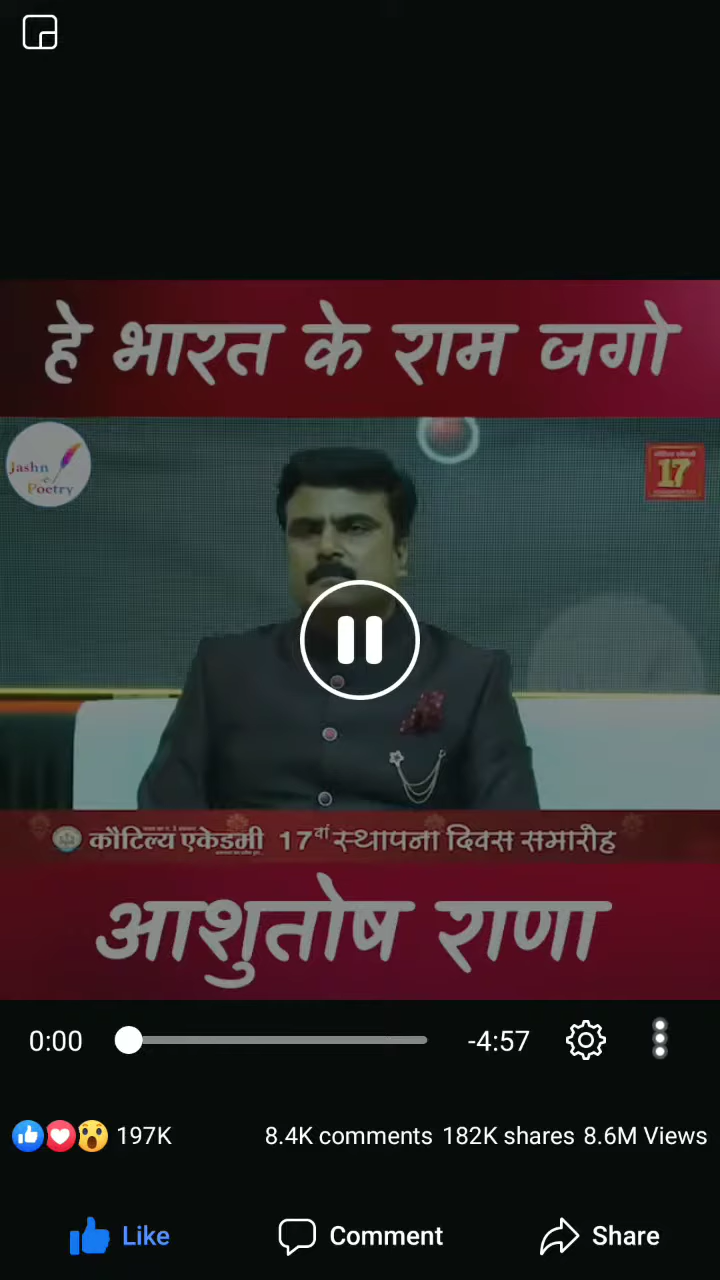 हे भारत के राम जगो
Jashn
e
Poetry
17
कौटिल्य एकेडमी 17वां स्थापना दिवस समारोह
आशुतोष राणा
0:00 -4:57
197K 8.4K comments 182K shares 8.6M Views
Like Comment Share